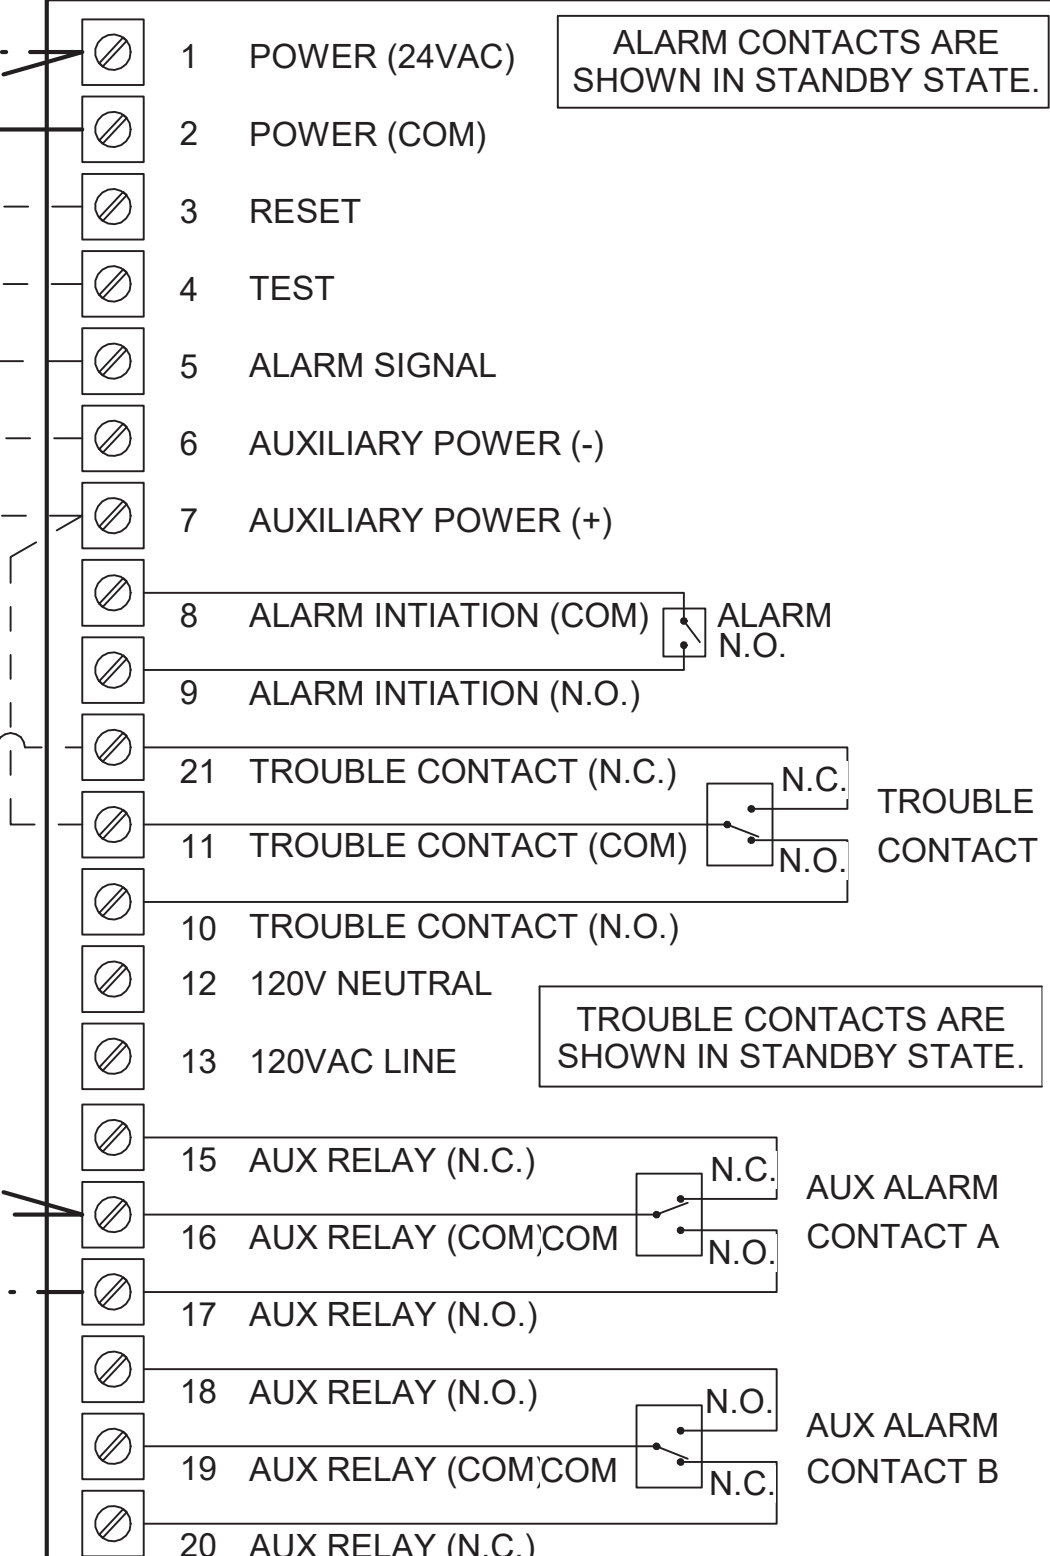 1 POWER (24VAC)
ALARM CONTACTS ARE
SHOWN IN STANDBY STATE.
2 POWER (COM)
3 RESET
4 TEST
5 ALARM SIGNAL
6 AUXILIARY POWER (-)
7 AUXILIARY POWER (+)
8 ALARM INTIATION (COM)
ALARM
N.O.
9 ALARM INTIATION (N.O.)
21 TROUBLE CONTACT (N.C.)
N.C.
TROUBLE
CONTACT
11 TROUBLE CONTACT (COM)
N.O.
10 TROUBLE CONTACT (N.O.)
12 120V NEUTRAL
TROUBLE CONTACTS ARE
SHOWN IN STANDBY STATE.
13 120VAC LINE
15 AUX RELAY (N.C.)
N.C.
AUX ALARM
CONTACT A
16 AUX RELAY (COM)
COM
N.O.
17 AUX RELAY (N.O.)
18 AUX RELAY (N.O.)
N.O.
AUX ALARM
CONTACT B
19 AUX RELAY (COM)
COM
N.C.
20 AUX RELAY (N.C.)